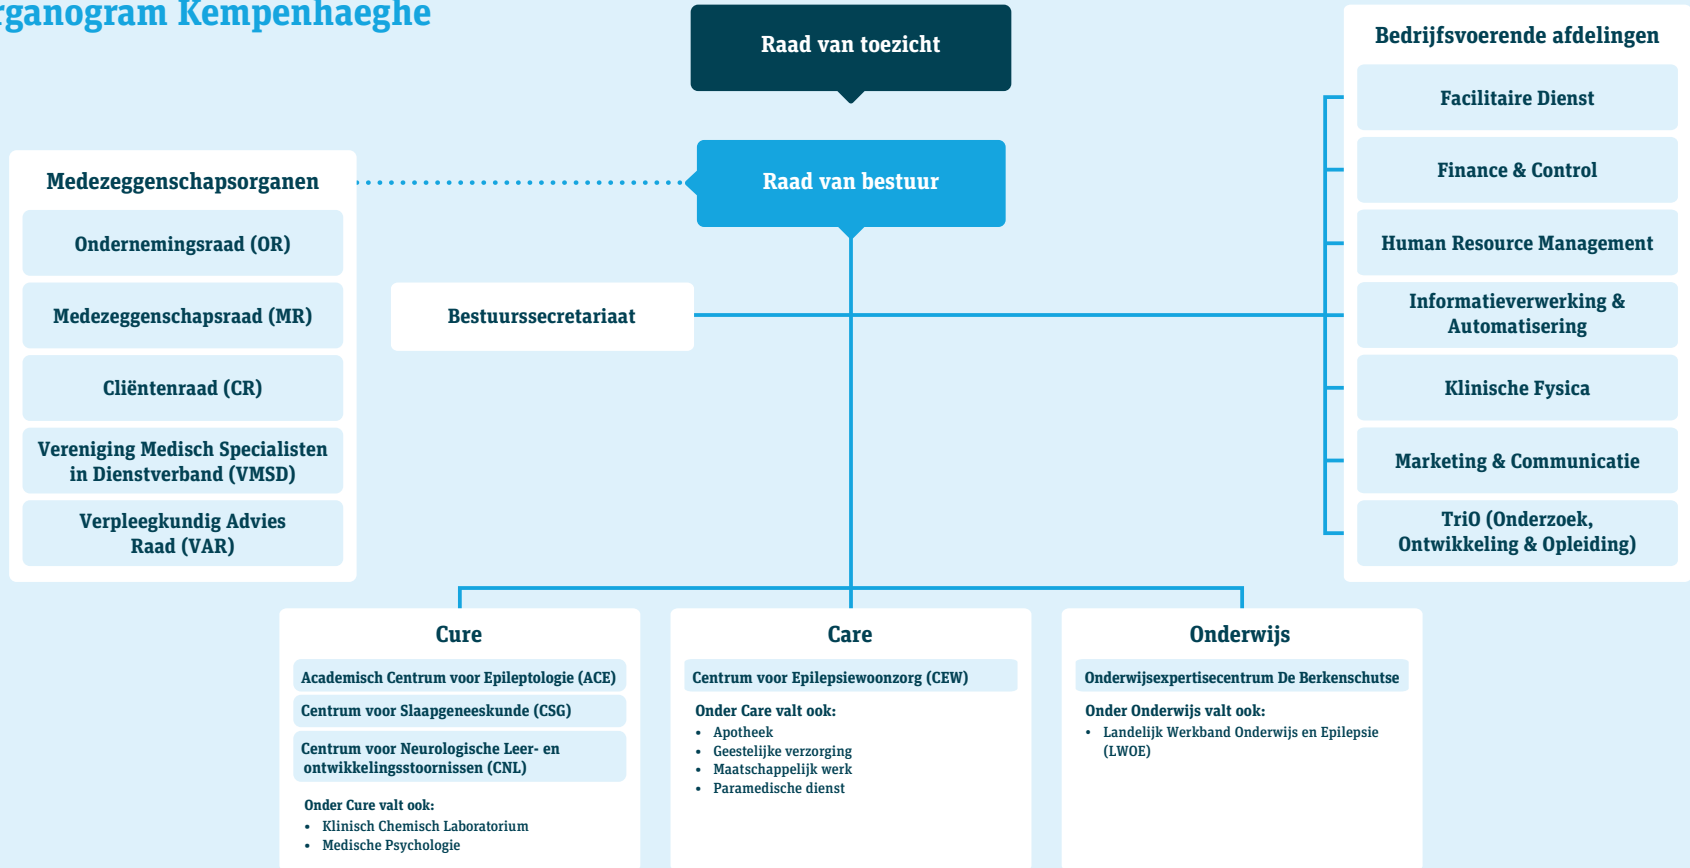 rganogram Kempenhaeghe
Raad van toezicht
Raad van bestuur
Medezeggenschapsorganen
Ondernemingsraad (OR)
Medezeggenschapsraad (MR)
Cliëntenraad (CR)
Vereniging Medisch Specialisten
in Dienstverband (VMSD)
Verpleegkundig Advies
Raad (VAR)
Bestuurssecretariaat
Bedrijfsvoerende afdelingen
Facilitaire Dienst
Finance & Control
Human Resource Management
Informatieverwerking &
Automatisering
Klinische Fysica
Marketing & Communicatie
TriO (Onderzoek,
Ontwikkeling & Opleiding)
Cure
Academisch Centrum voor Epileptologie (ACE)
Centrum voor Slaapgeneeskunde (CSG)
Centrum voor Neurologische Leer- en
ontwikkelingsstoornissen (CNL)
Onder Cure valt ook:
• Klinisch Chemisch Laboratorium
• Medische Psychologie
Care
Centrum voor Epilepsiewoonzorg (CEW)
Onder Care valt ook:
• Apotheek
• Geestelijke verzorging
• Maatschappelijk werk
• Paramedische dienst
Onderwijs
Onderwijsexpertisecentrum De Berkenschutse
Onder Onderwijs valt ook:
• Landelijk Werkband Onderwijs en Epilepsie
(LWOE)